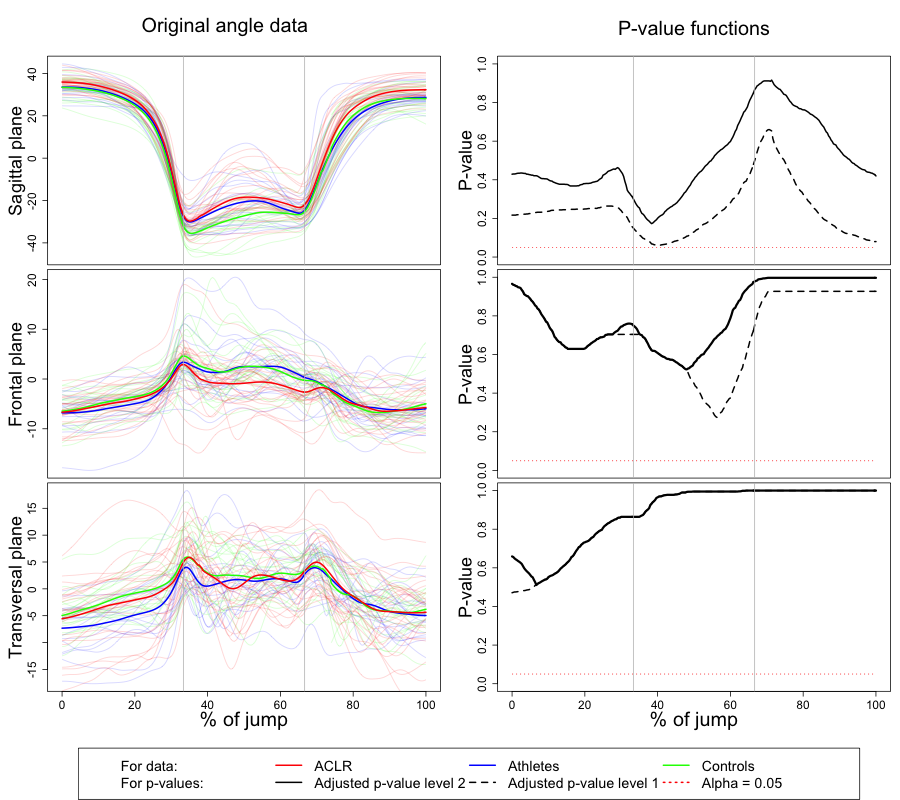 Original angle data
P-value functions
Sagittal plane
40
20
0
-20
-40
P-value
1.0
0.8
0.6
0.4
0.2
0.0
Frontal plane
20
10
0
-10
P-value
1.0
0.8
0.6
0.4
0.2
0.0
Transversal plane
15
10
5
0
-5
-15
0 20 40 60 80 100
% of jump
P-value
1.0
0.8
0.6
0.4
0.2
0.0
0 20 40 60 80 100
% of jump
For data: ACLR Athletes Controls
For p-values: Adjusted p-value level 2 Adjusted p-value level 1 Alpha = 0.05